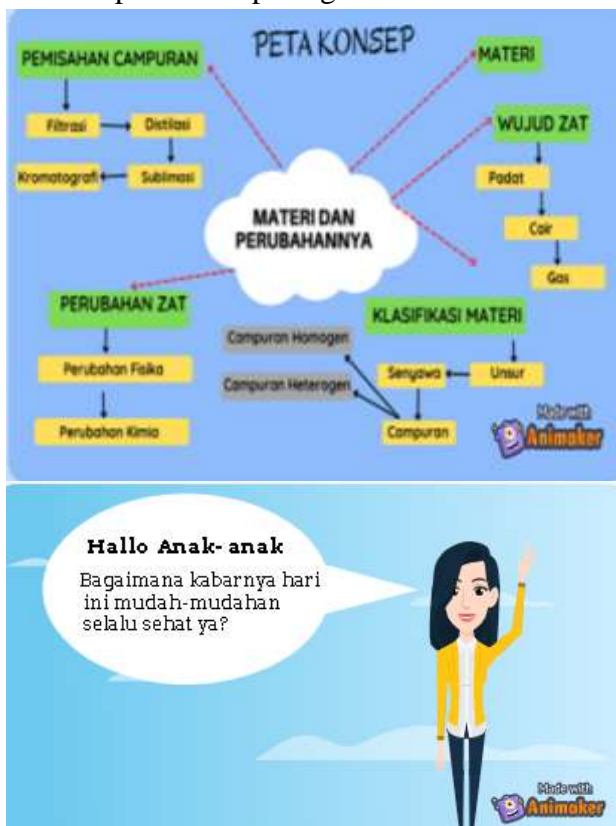 PETA KONSEP
PEMISAHAN CAMPURAN
MATERI
Filtrasi
Distilasi
Kromatografi
Sublimasi
WUJUD ZAT
Padat
Cair
Gas
MATERI DAN
PERUBAHANNYA
PERUBAHAN ZAT
Perubahan Fisika
Perubahan Kimia
KLASIFIKASI MATERI
Campuran Homogen
Campuran Heterogen
Senyawa
Unsur
Campuran
Made with
Animaker
Hallo Anak-anak
Bagaimana kabarnya hari
ini mudah-mudahan
selalu sehat ya?
Made with
Animaker